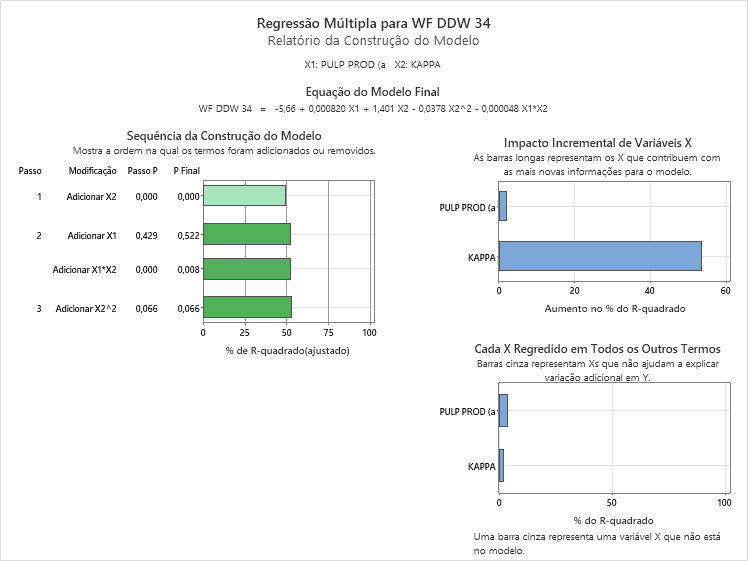 Regressão Múltipla para WF DDW 34
Relatório da Construção do Modelo
X1: PULP PROD (a   X2: KAPPA
Equação do Modelo Final
WF DDW 34   =   -5,66 + 0,000820 X1 + 1,401 X2 - 0,0378 X2^2 - 0,000048 X1*X2
Sequência da Construção do Modelo
Mostra a ordem na qual os termos foram adicionados ou removidos.
Passo   Modificação   Passo P   P Final
1   Adicionar X2   0,000   0,000
2   Adicionar X1   0,429   0,522
Adicionar X1*X2   0,000   0,008
3   Adicionar X2^2   0,066   0,066
0   25   50   75   100
% de R-quadrado(ajustado)
Impacto Incremental de Variáveis X
As barras longas representam os X que contribuem com
as mais novas informações para o modelo.
PULP PROD (a
KAPPA
0   20   40   60
Aumento no % do R-quadrado
Cada X Regredido em Todos os Outros Termos
Barras cinza representam Xs que não ajudam a explicar
variação adicional em Y.
PULP PROD (a
KAPPA
0   50   100
% do R-quadrado
Uma barra cinza representa uma variável X que não está
no modelo.